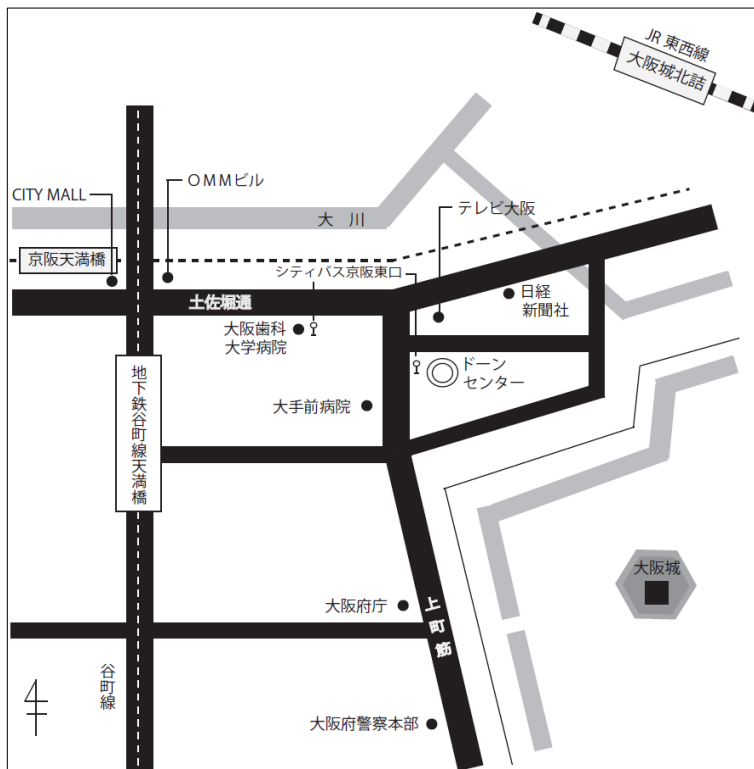 JR 東西線
大阪城北詰
CITY MALL
OMMビル
大 川
テレビ大阪
京阪天満橋
シティバス京阪東口
土佐堀通
日経
新聞社
大阪歯科
大学病院
ドーン
センター
地下鉄谷町線天満橋
大手前病院
大阪城
大阪府庁
上町筋
谷町線
大阪府警察本部